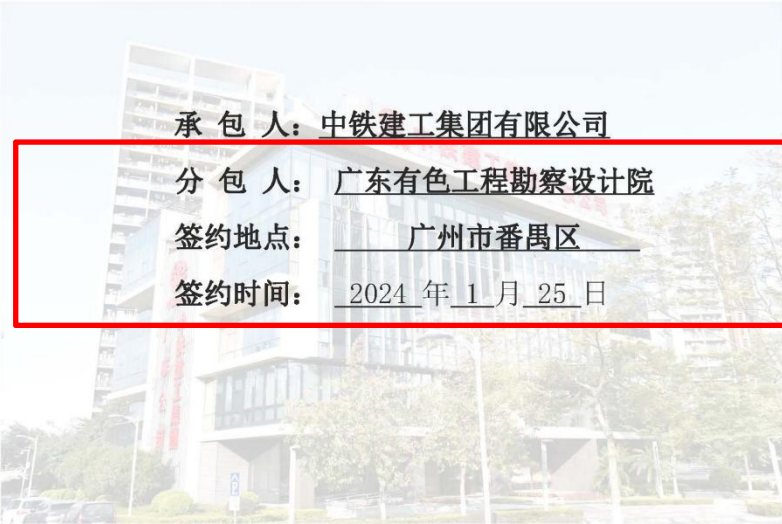 承 包 人：中铁建工集团有限公司
分 包 人： 广东有色工程勘察设计院
签约地点： 广州市番禺区
签约时间： 2024 年 1 月 25 日